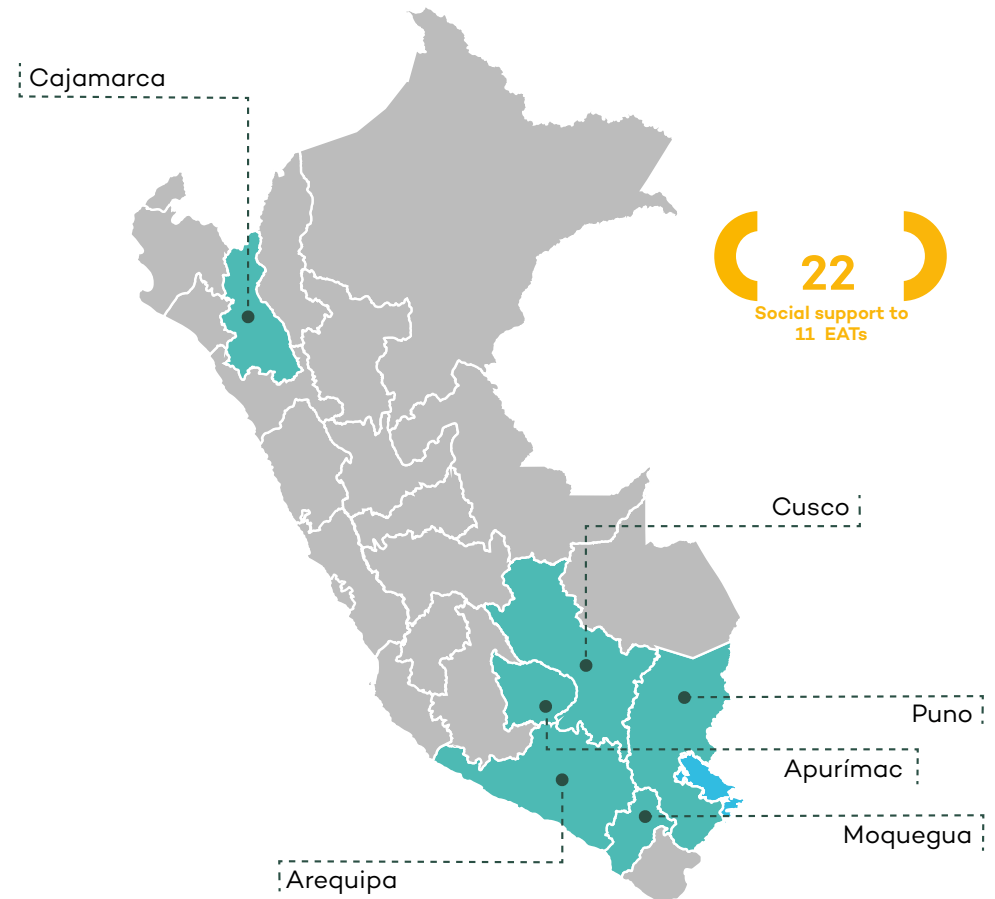 Cajamarca
22
Social support to
11 EATs
Cusco
Puno
Apurímac
Moquegua
Arequipa